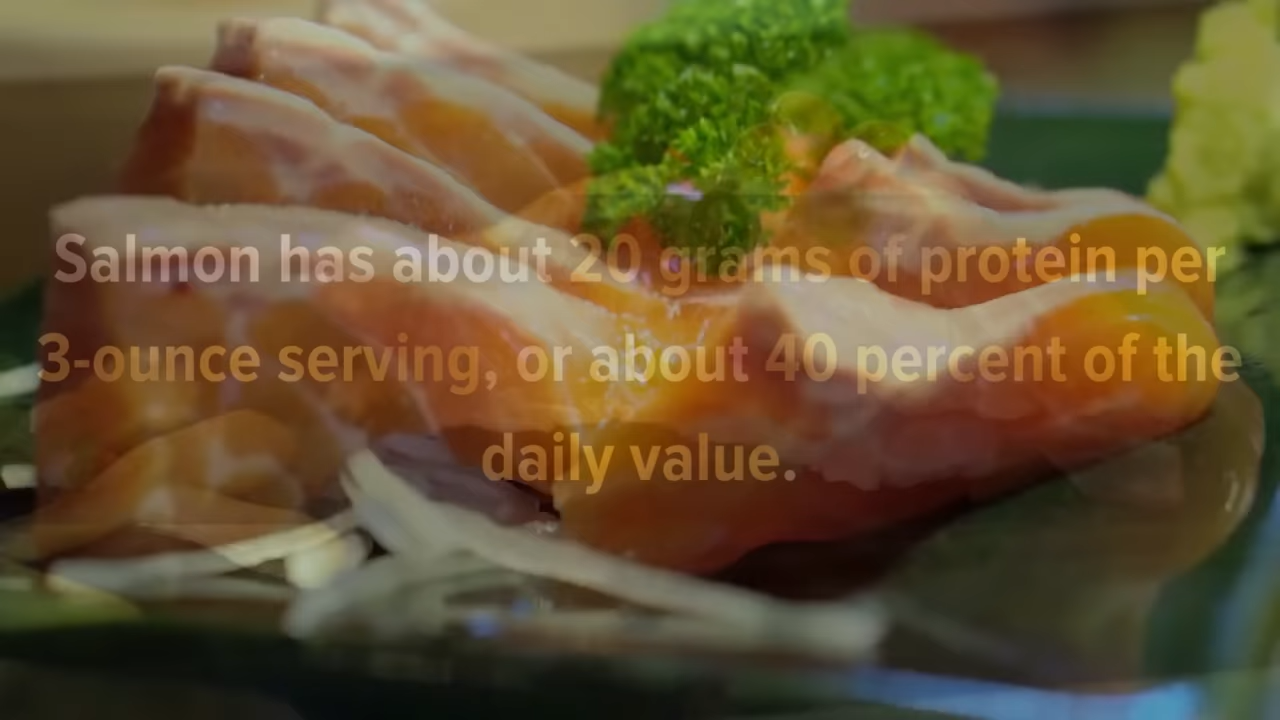 Salmon has about 20 grams of protein per
3-ounce serving, or about 40 percent of the
daily value.